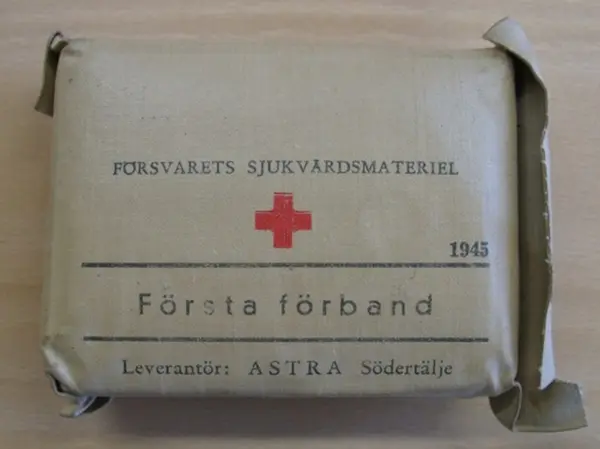 FÖRSVARETS SJUKVÅRDSMATERIEL
1945
Första förband
Leverantör: ASTRA Södertälje